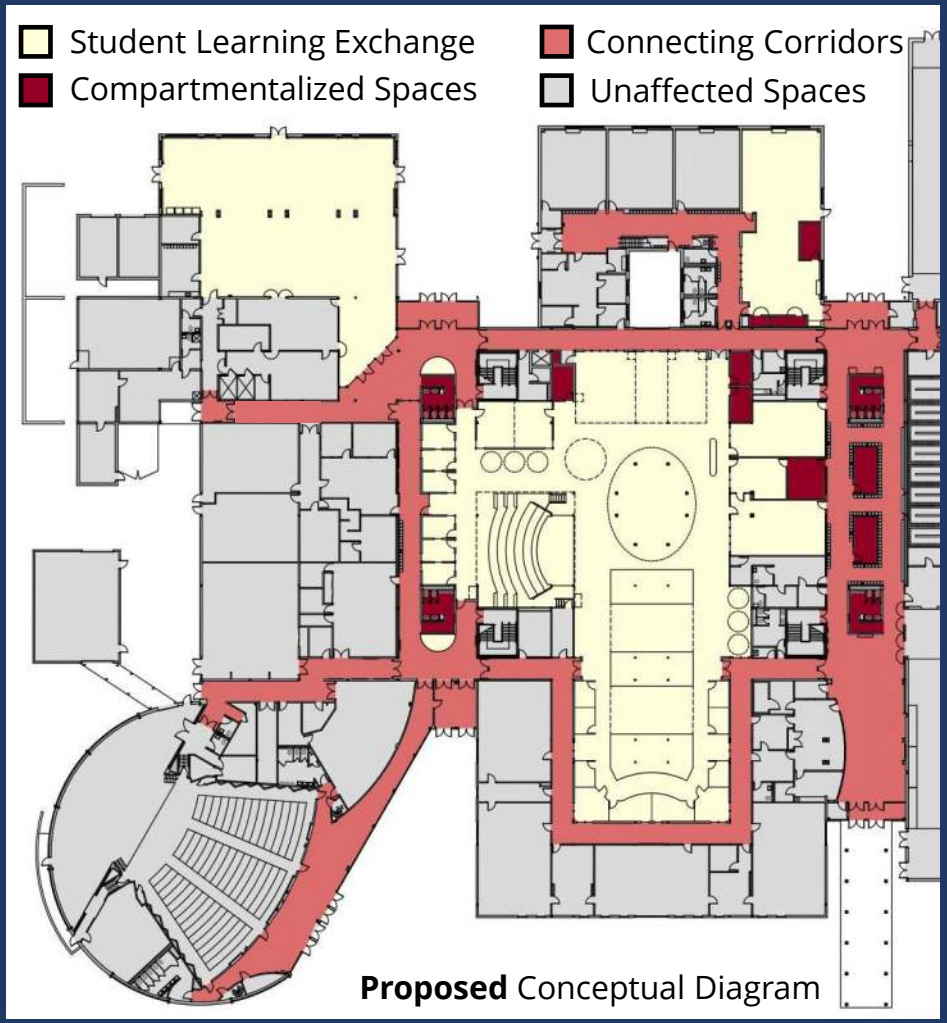 Student Learning Exchange
Connecting Corridors
Compartmentalized Spaces
Unaffected Spaces
Proposed Conceptual Diagram